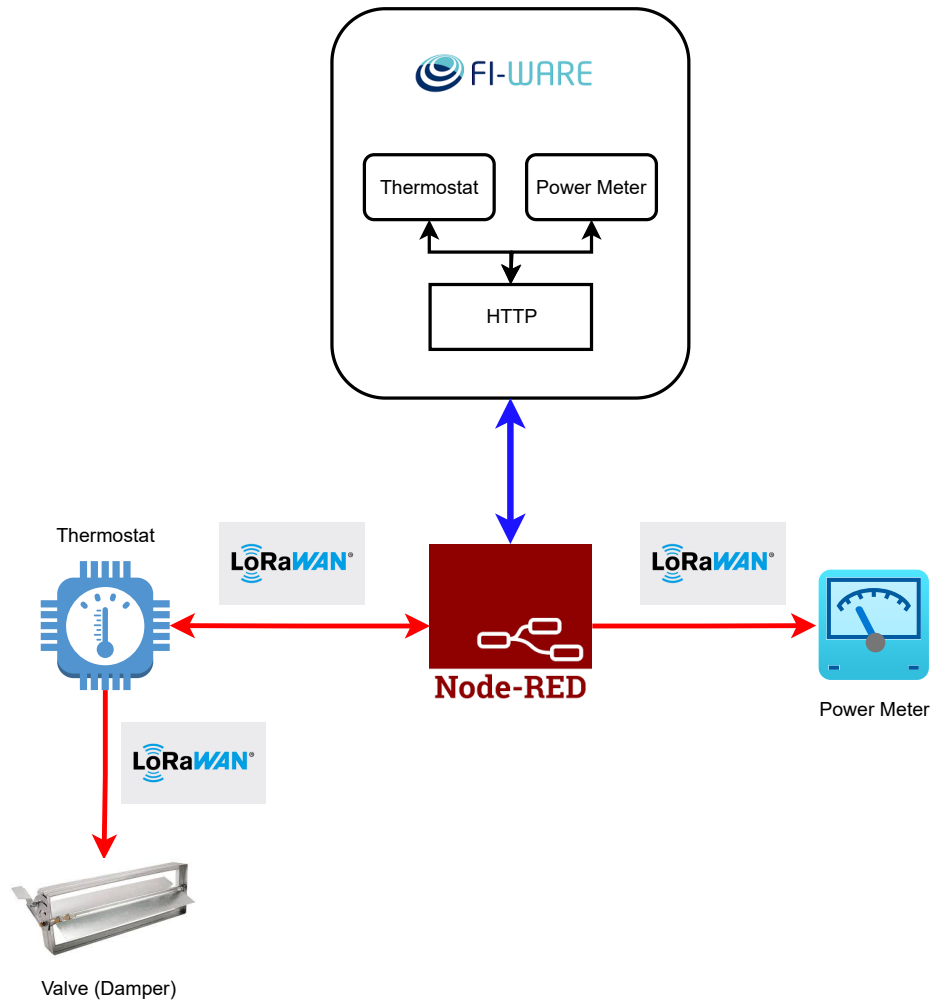 FI-WARE
Thermostat
Power Meter
HTTP
Thermostat
LoRaWAN®
LoRaWAN®
Node-RED
Power Meter
LoRaWAN®
Valve (Damper)